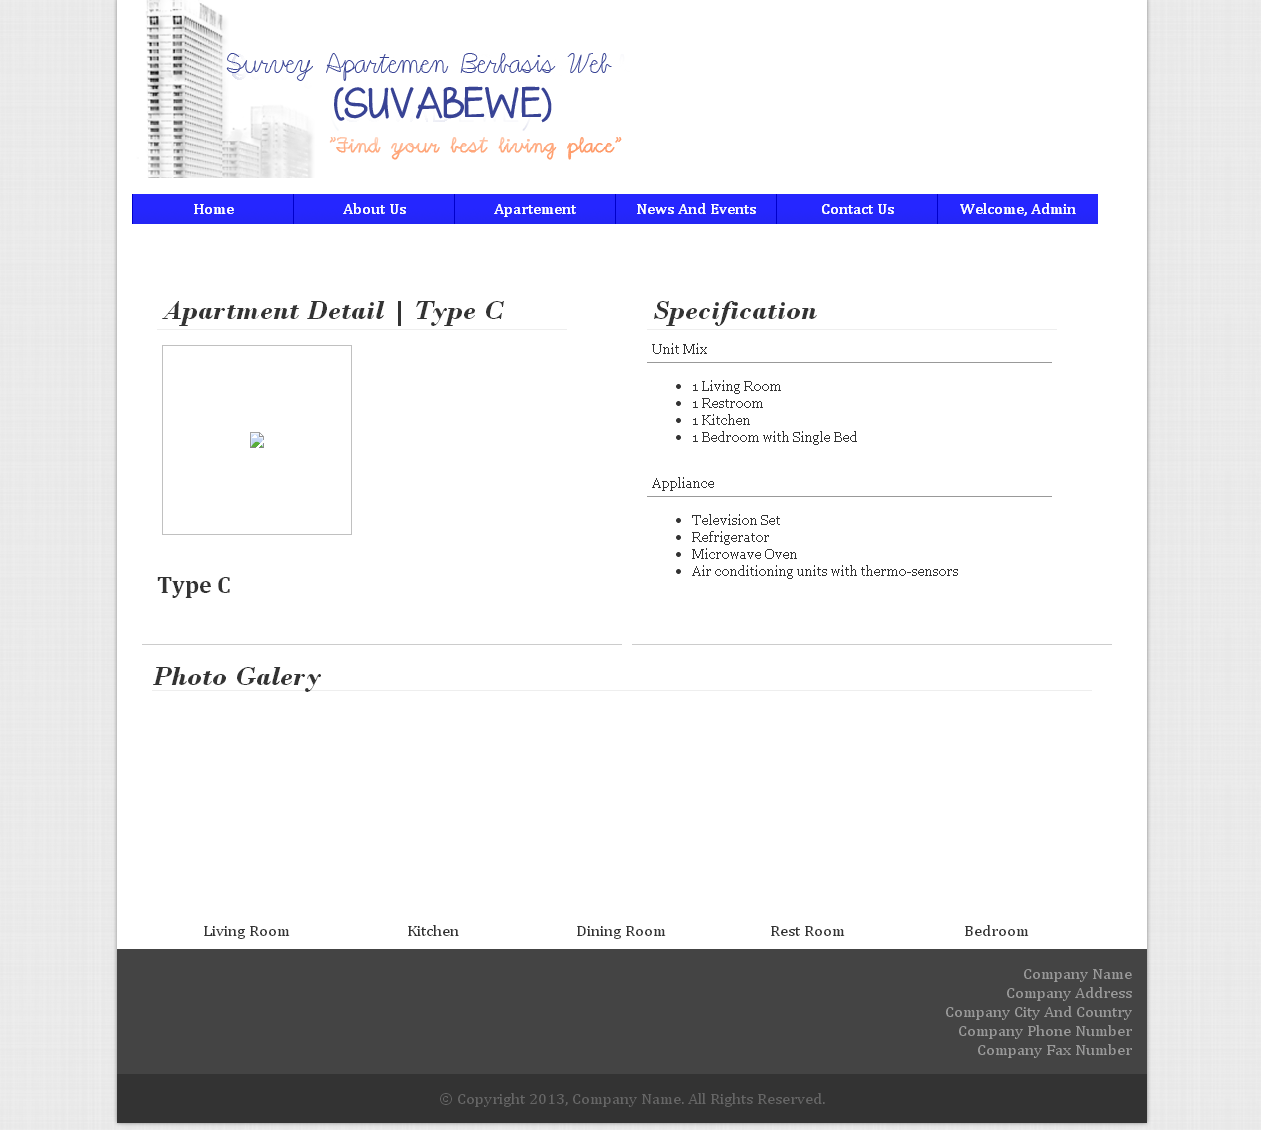 Survey Apartemen Berbasis Web
(SUVABEWE)
"Find your best living place"
Home About Us Apartement News And Events Contact Us Welcome, Admin
Apartment Detail | Type C
Type C
Specification
Unit Mix
• 1 Living Room
• 1 Restroom
• 1 Kitchen
• 1 Bedroom with Single Bed
Appliance
• Television Set
• Refrigerator
• Microwave Oven
• Air conditioning units with thermo-sensors
Photo Galery
Living Room Kitchen Dining Room Rest Room Bedroom
Company Name
Company Address
Company City And Country
Company Phone Number
Company Fax Number
© Copyright 2013, Company Name. All Rights Reserved.